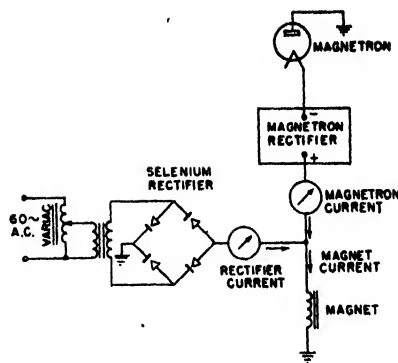 MAGNETRON
-
MAGNETRON
RECTIFIER
+
SELENIUM
RECTIFIER
MAGNETRON
CURRENT
60~
A.C.
VARIAC
RECTIFIER
CURRENT
MAGNET
CURRENT
MAGNET